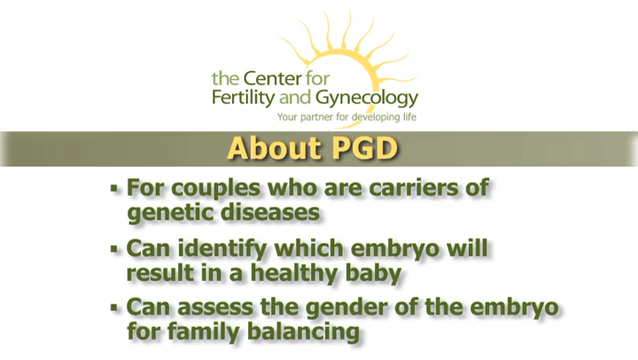 the Center for
Fertility and Gynecology
Your partner for developing life
About PGD
▪ For couples who are carriers of
genetic diseases
▪ Can identify which embryo will
result in a healthy baby
▪ Can assess the gender of the embryo
for family balancing